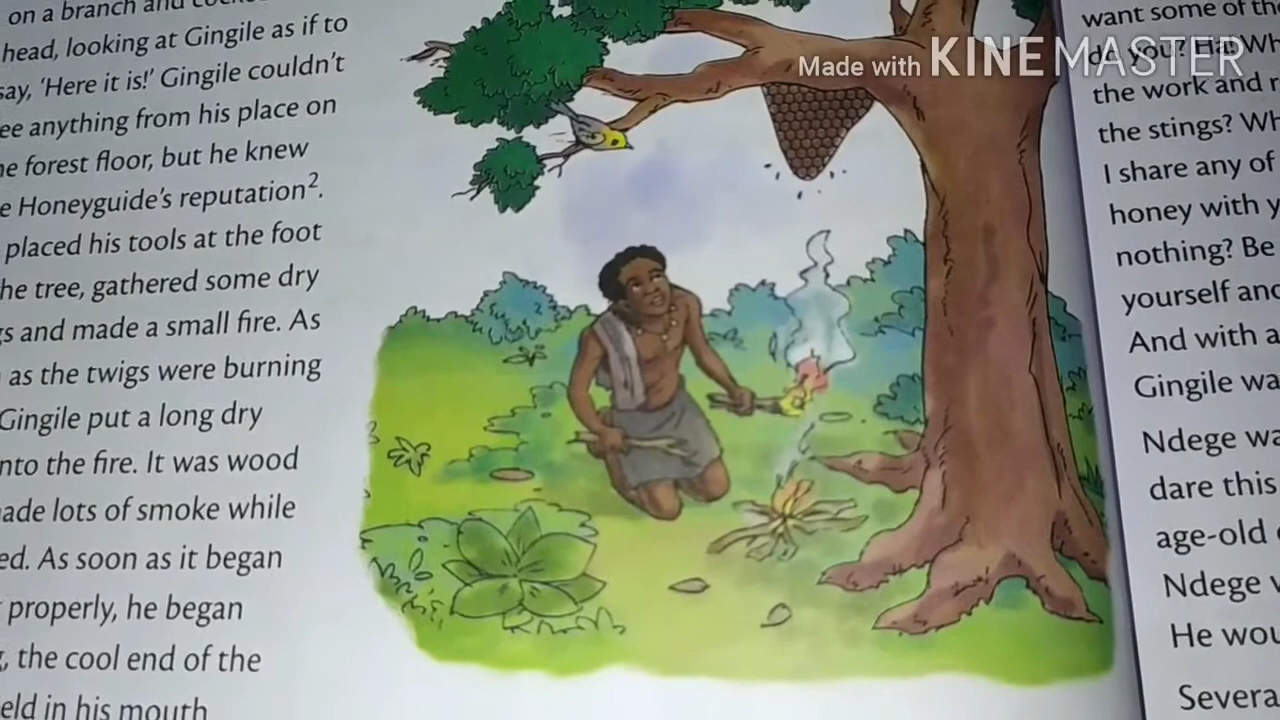 on a branch and
head, looking at Gingile as if to
say, ‘Here it is!’ Gingile couldn’t
ee anything from his place on
he forest floor, but he knew
e Honeyguide’s reputation2.
placed his tools at the foot
he tree, gathered some dry
gs and made a small fire. As
as the twigs were burning
Gingile put a long dry
nto the fire. It was wood
ade lots of smoke while
ed. As soon as it began
properly, he began
g, the cool end of the
eld in his mouth
Made with KINEMASTER
want some of the
do you? Ha! Wh
the work and
the stings? Wh
I share any of
honey with y
nothing? Be
yourself and
And with a
Gingile wa
Ndege wa
dare this
age-old
Ndege w
He wou
Severa